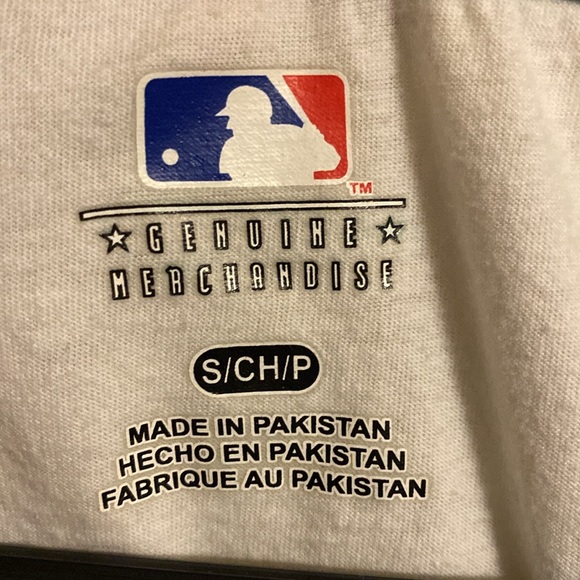 TM
GENUINE
MERCHANDISE
S/CH/P
MADE IN PAKISTAN
HECHO EN PAKISTAN
FABRIQUE AU PAKISTAN